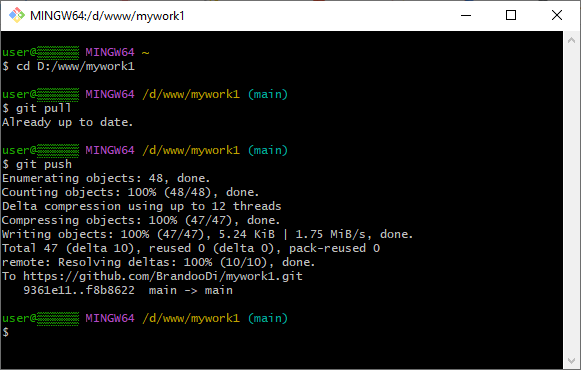 MINGW64:/d/www/mywork1
user@ MINGW64 ~
$ cd D:/www/mywork1
user@ MINGW64 /d/www/mywork1 (main)
$ git pull
Already up to date.
user@ MINGW64 /d/www/mywork1 (main)
$ git push
Enumerating objects: 48, done.
Counting objects: 100% (48/48), done.
Delta compression using up to 12 threads
Compressing objects: 100% (47/47), done.
Writing objects: 100% (47/47), 5.24 KiB | 1.75 MiB/s, done.
Total 47 (delta 10), reused 0 (delta 0), pack-reused 0
remote: Resolving deltas: 100% (10/10), done.
To https://github.com/BrandooDi/mywork1.git
   9361e11..f8b8622  main -> main
user@ MINGW64 /d/www/mywork1 (main)
$